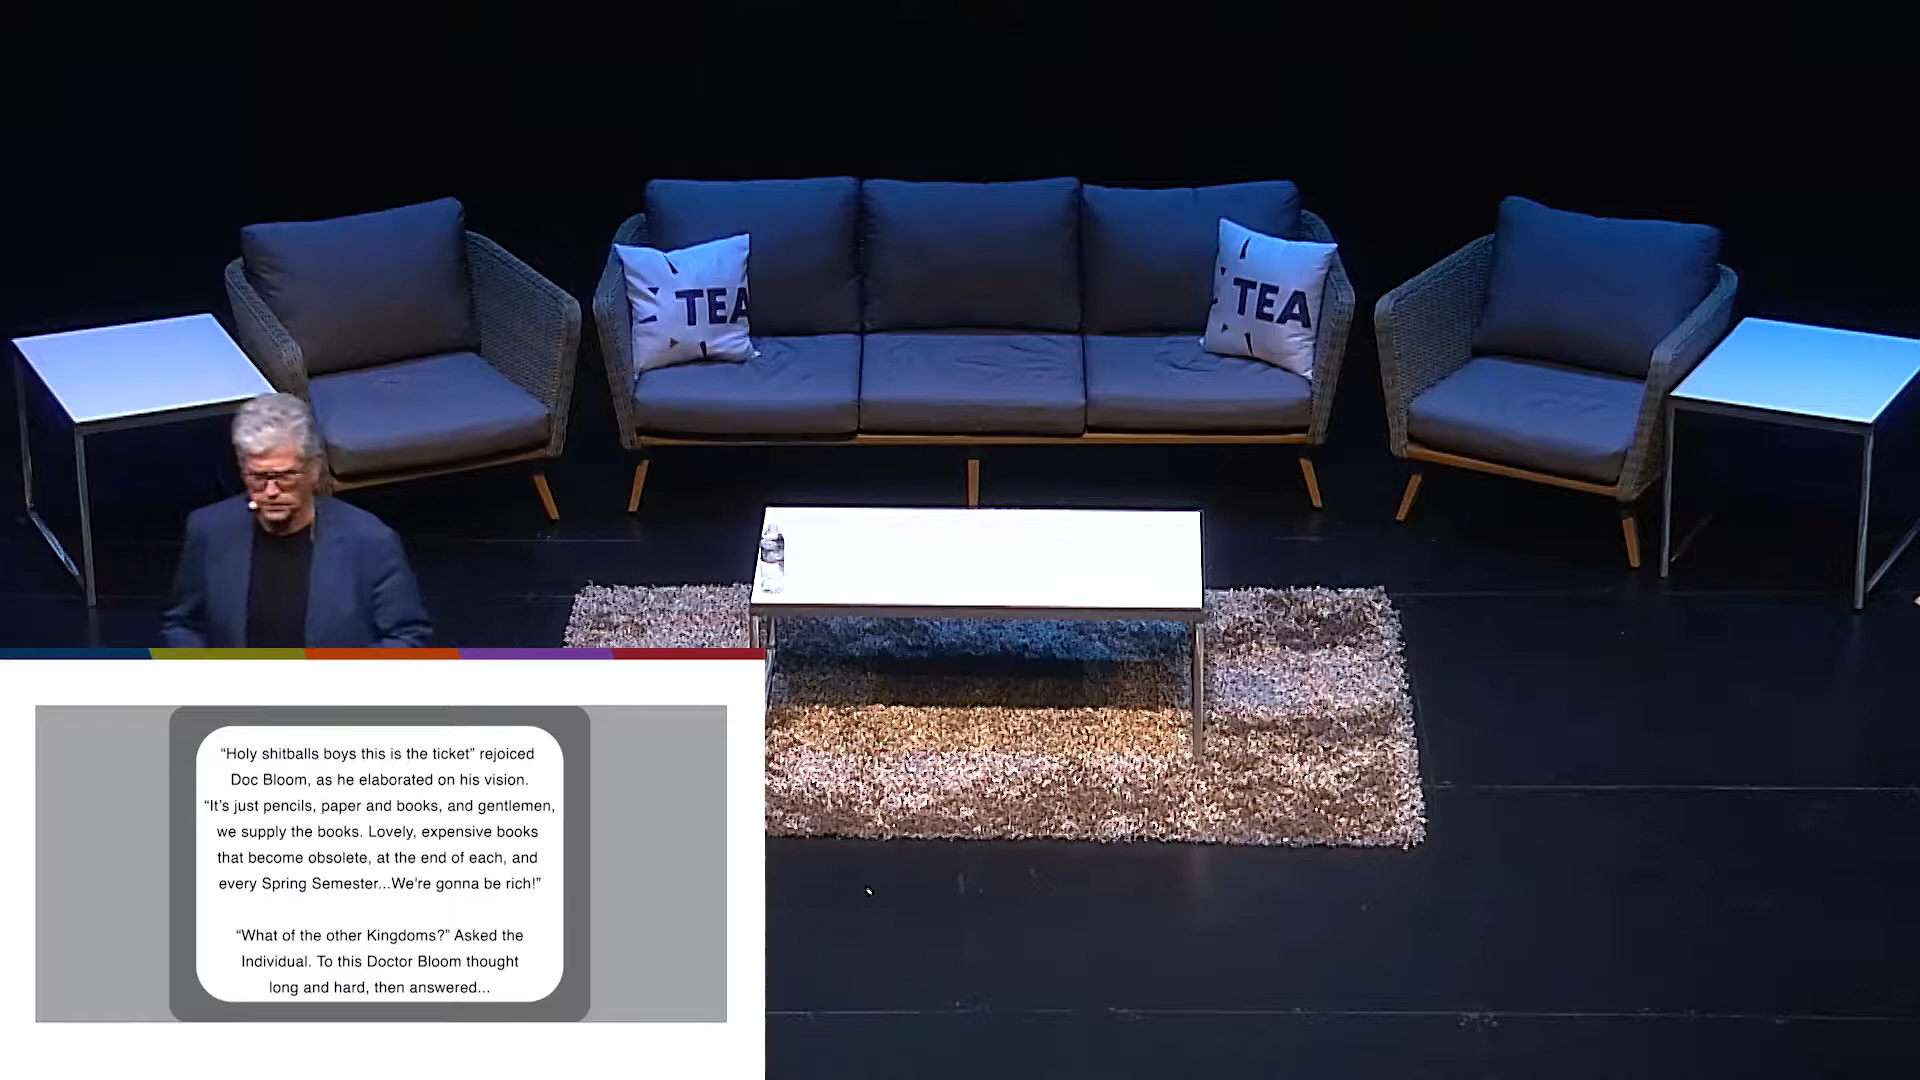 TEA
TEA
“Holy shitballs boys this is the ticket” rejoiced
Doc Bloom, as he elaborated on his vision.
“It’s just pencils, paper and books, and gentlemen,
we supply the books. Lovely, expensive books
that become obsolete, at the end of each, and
every Spring Semester...We're gonna be rich!”
“What of the other Kingdoms?” Asked the
Individual. To this Doctor Bloom thought
long and hard, then answered...